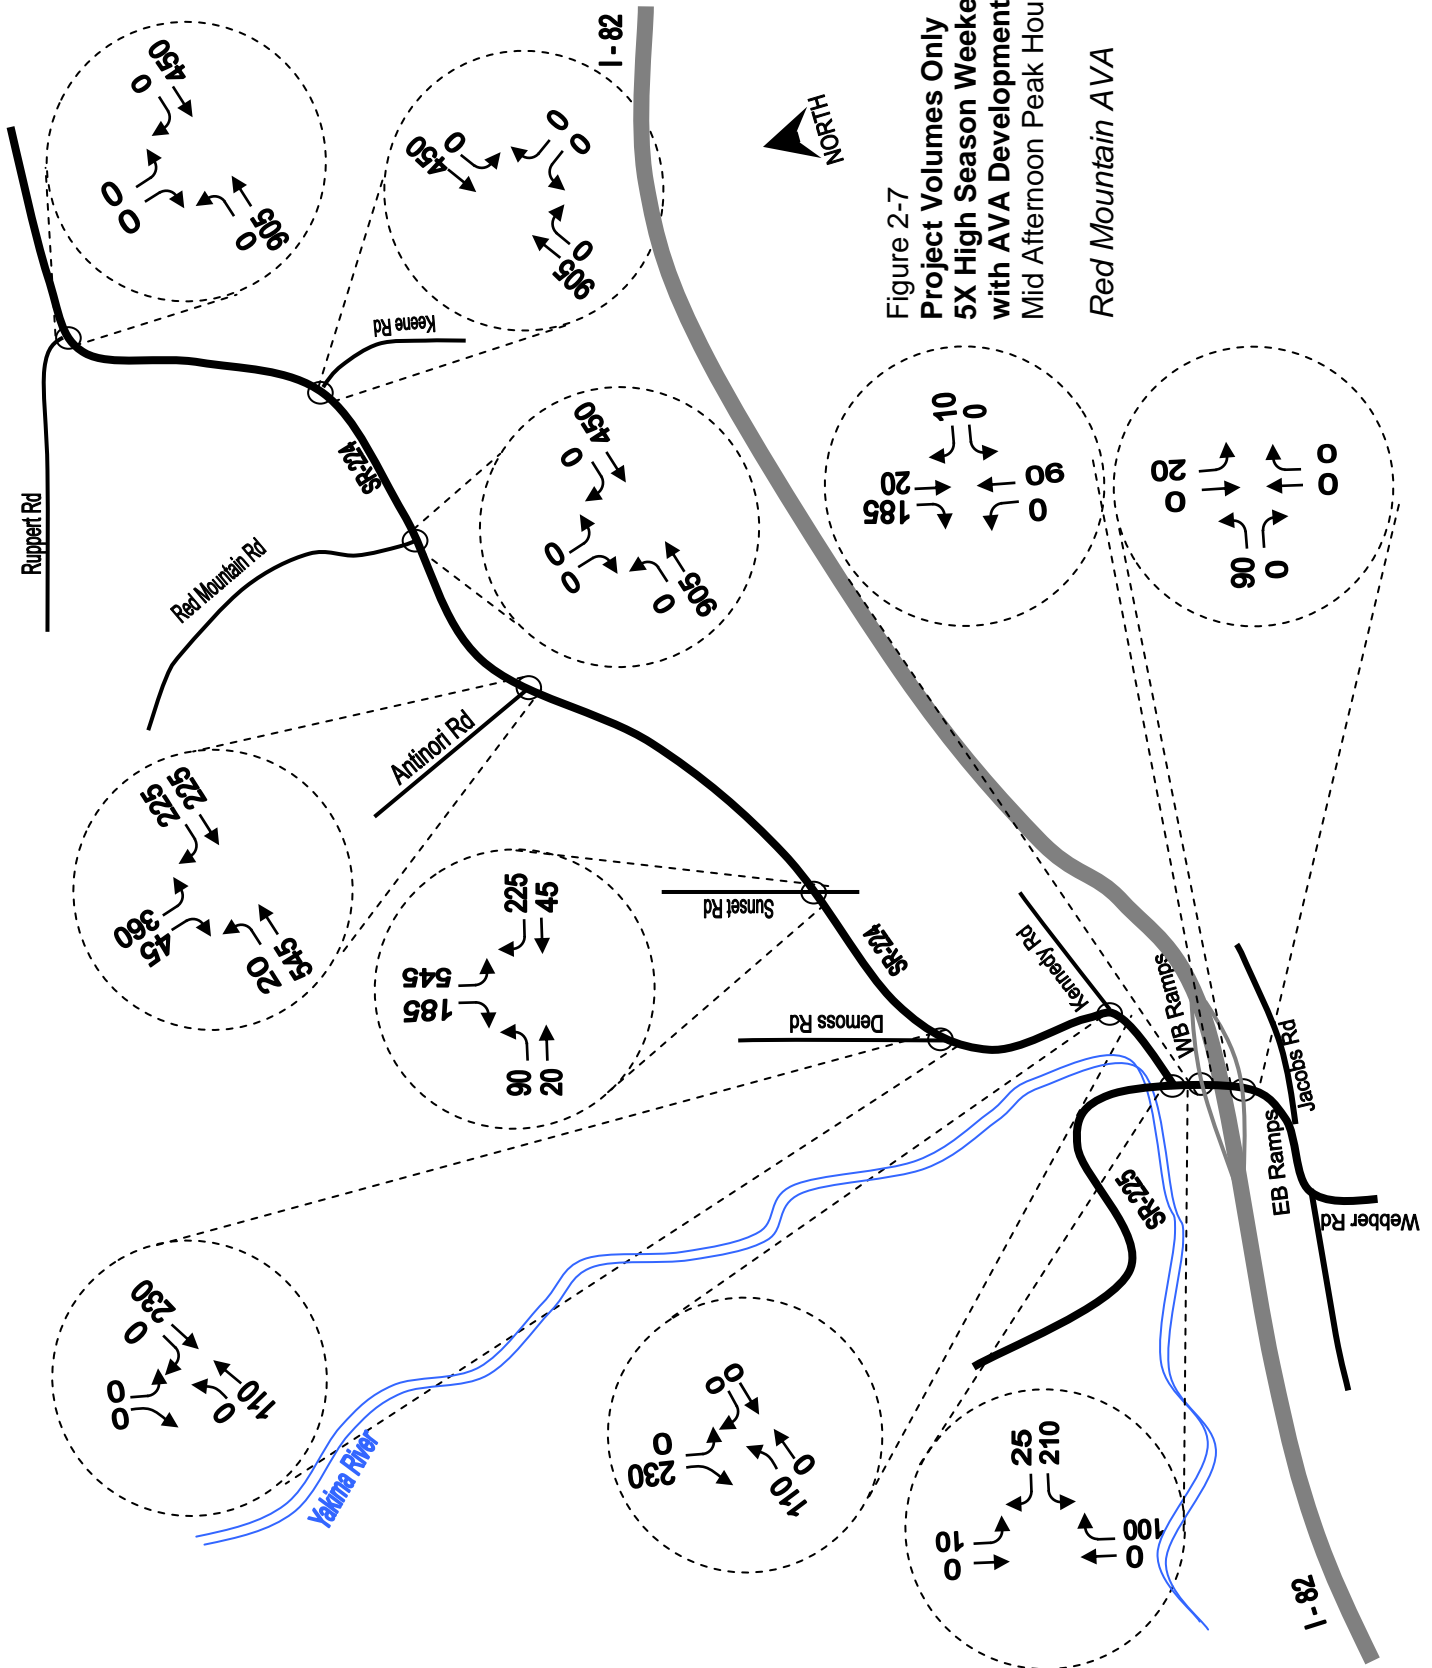 450
0
0
0
0
905
I - 82
450
0
0
0
0
905
NORTH
Figure 2-7
Project Volumes Only
5X High Season Weeke
with AVA Development
Mid Afternoon Peak Hou
Red Mountain AVA
Keene Rd
SR-224
Ruppert Rd
Red Mountain Rd
450
0
0
0
0
905
10
0
20
185
90
0
20
0
0
0
90
0
Antinori Rd
225
225
360
45
20
545
225
45
545
185
90
20
Sunset Rd
SR-224
Kennedy Rd
Demoss Rd
WB Ramps
Jacobs Rd
EB Ramps
Webber Rd
SR-225
230
0
0
0
0
110
Yakima River
0
0
0
230
110
0
25
210
10
0
100
0
I - 82